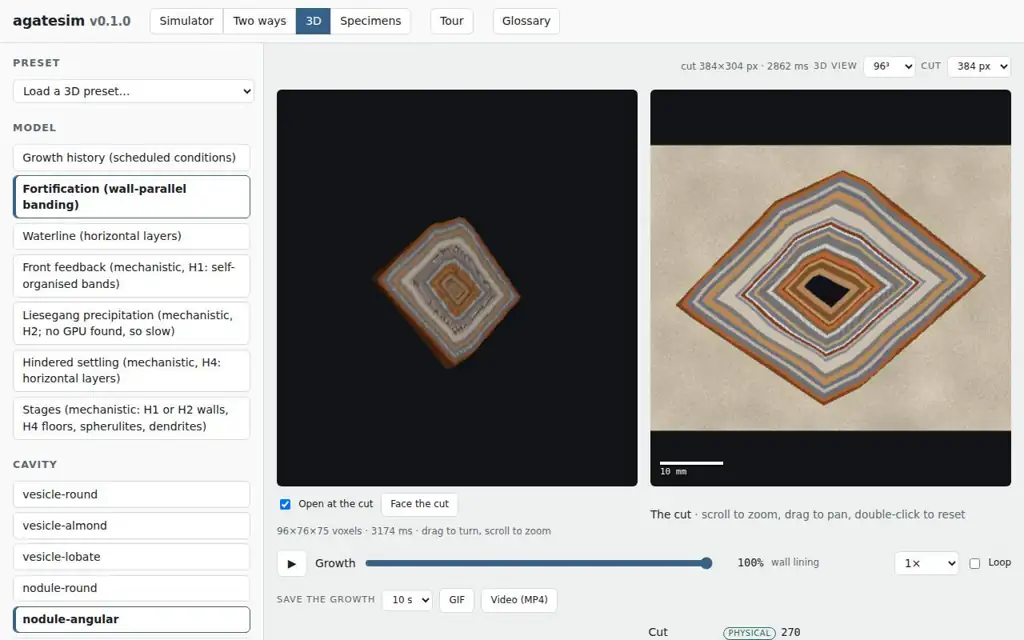 agatesim v0.1.0
Simulator Two ways 3D Specimens Tour Glossary
cut 384×304 px · 2862 ms 3D VIEW 96³ CUT 384 px
PRESET
Load a 3D preset...
MODEL
Growth history (scheduled conditions)
Fortification (wall-parallel
banding)
Waterline (horizontal layers)
Front feedback (mechanistic, H1: self-
organised bands)
Liesegang precipitation (mechanistic,
H2; no GPU found, so slow)
Hindered settling (mechanistic, H4:
horizontal layers)
Stages (mechanistic: H1 or H2 walls,
H4 floors, spherulites, dendrites)
CAVITY
vesicle-round
vesicle-almond
vesicle-lobate
nodule-round
nodule-angular
10 mm
Open at the cut Face the cut
96×76×75 voxels · 3174 ms · drag to turn, scroll to zoom
The cut · scroll to zoom, drag to pan, double-click to reset
Growth 100% wall lining 1× Loop
SAVE THE GROWTH 10 s GIF Video (MP4)
Cut PHYSICAL 270